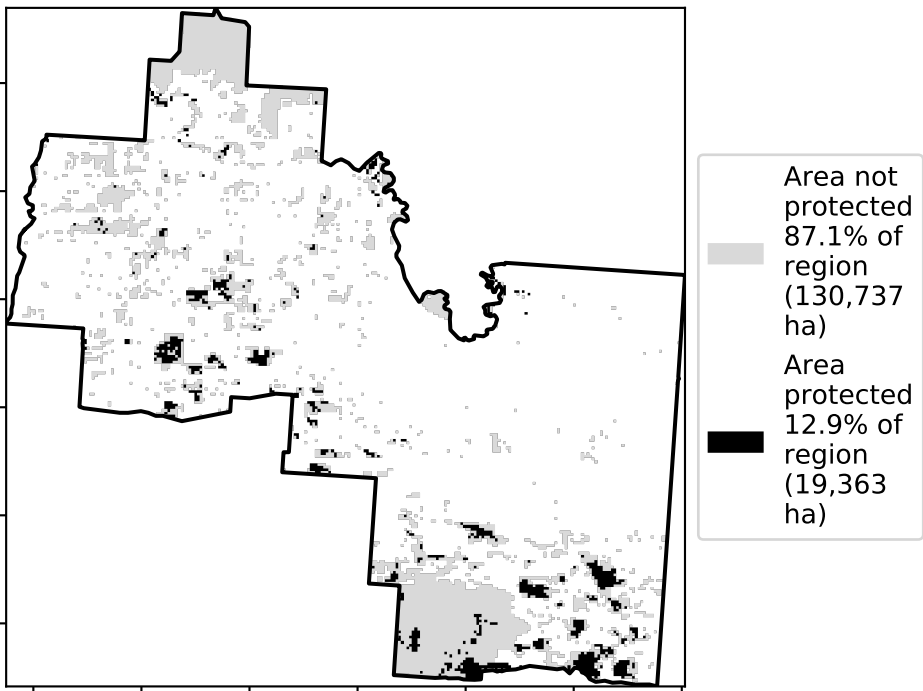 Area not
protected
87.1% of
region
(130,737
ha)
Area
protected
12.9% of
region
(19,363
ha)